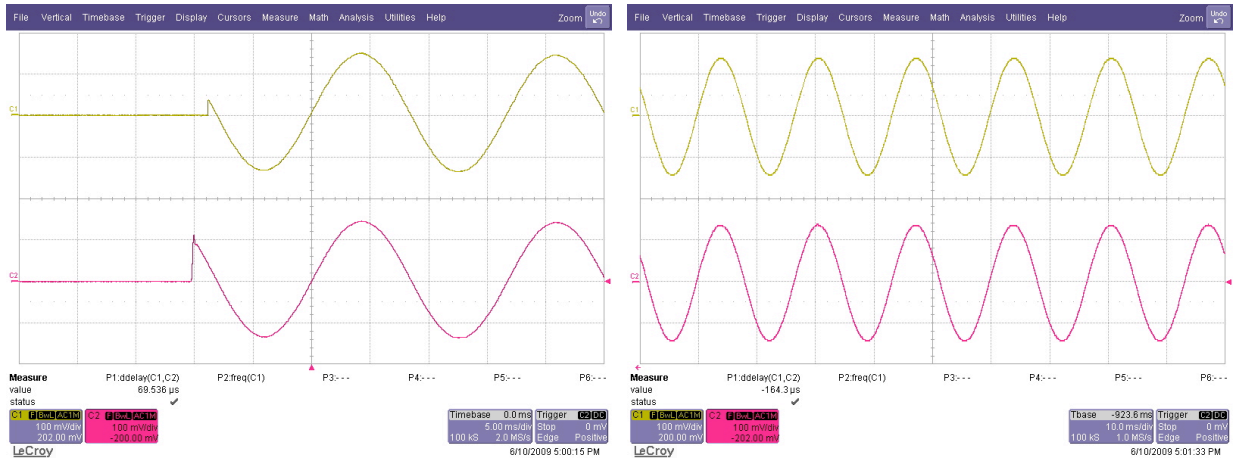 File Vertical Timebase Trigger Display Cursors Measure Math Analysis Utilities Help Zoom Undo
C1
C2
Measure P1:ddelay(C1,C2) P2:freq(C1) P3:--- P4:--- P5:--- P6:---
value 69.536 µs
status
C1 F BwL AC1M
100 mV/div
202.00 mV
C2 F BwL AC1M
100 mV/div
-200.00 mV
Timebase 0.0 ms
5.00 ms/div
100 kS 2.0 MS/s
Trigger C2 DC
Stop 0 mV
Edge Positive
LeCroy
6/10/2009 5:00:15 PM
File Vertical Timebase Trigger Display Cursors Measure Math Analysis Utilities Help Zoom Undo
C1
C2
Measure P1:ddelay(C1,C2) P2:freq(C1) P3:--- P4:--- P5:--- P6:---
value -164.3 µs
status
C1 F BwL AC1M
100 mV/div
200.00 mV
C2 F BwL AC1M
100 mV/div
-202.00 mV
Tbase -923.6 ms
10.0 ms/div
100 kS 1.0 MS/s
Trigger C2 DC
Stop 0 mV
Edge Positive
LeCroy
6/10/2009 5:01:33 PM